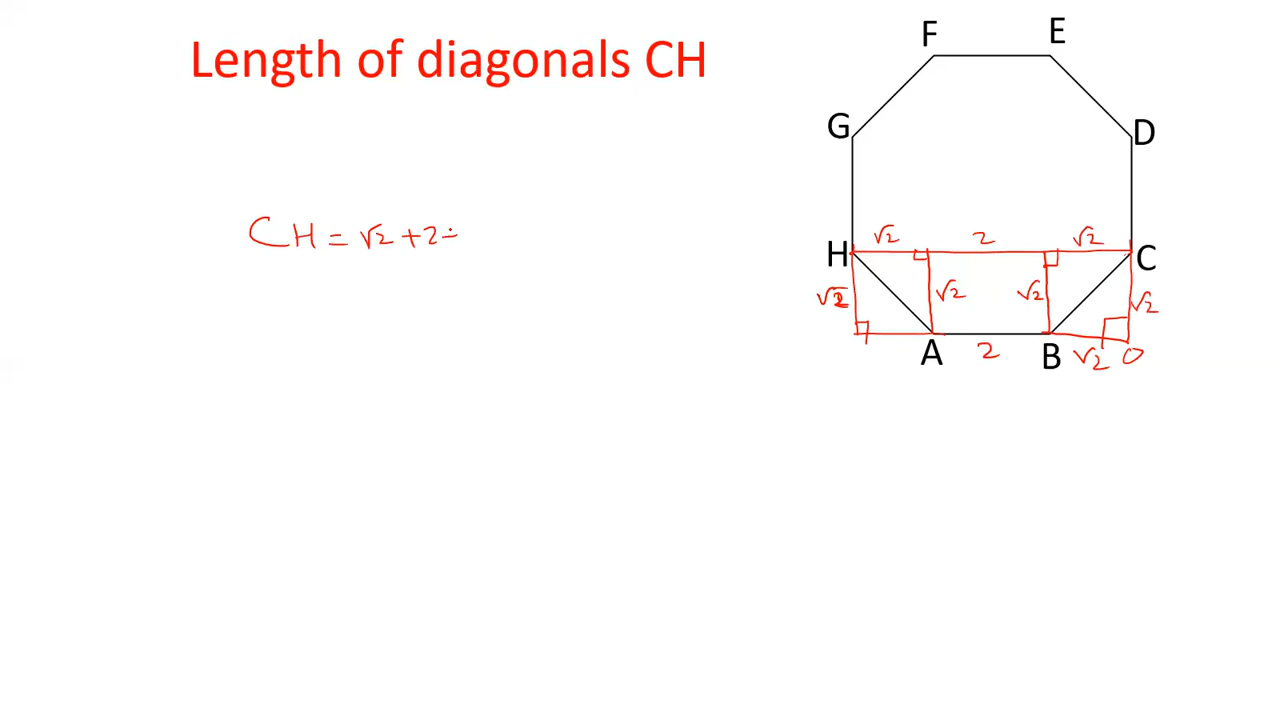 Length of diagonals CH
F
E
G
D
CH = √2 + 2 -
√2
2
√2
H
C
√2
√2
√2
√2
A
2
B
√2
O